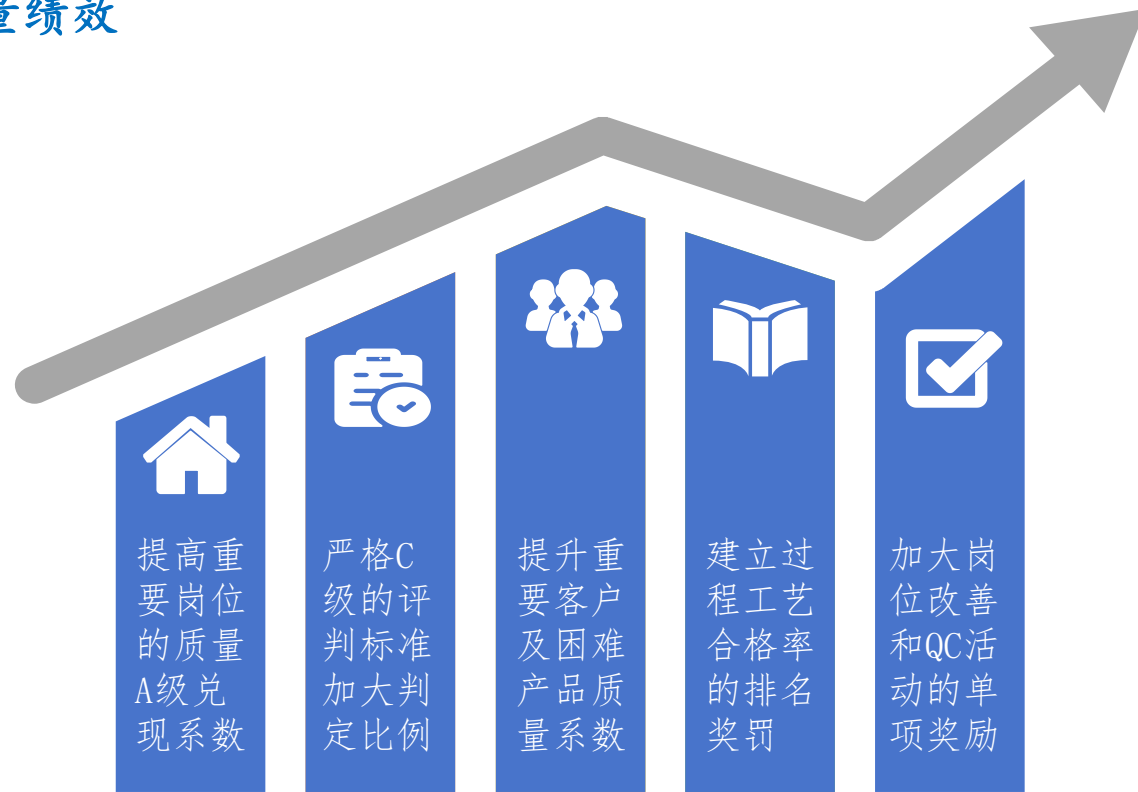 量绩效
提高重
要岗位
的质量
A级兑
现系数
严格C
级的评
判标准
加大判
定比例
提升重
要客户
及困难
产品质
量系数
建立过
程工艺
合格率
的排名
奖罚
加大岗
位改善
和QC活
动的单
项奖励